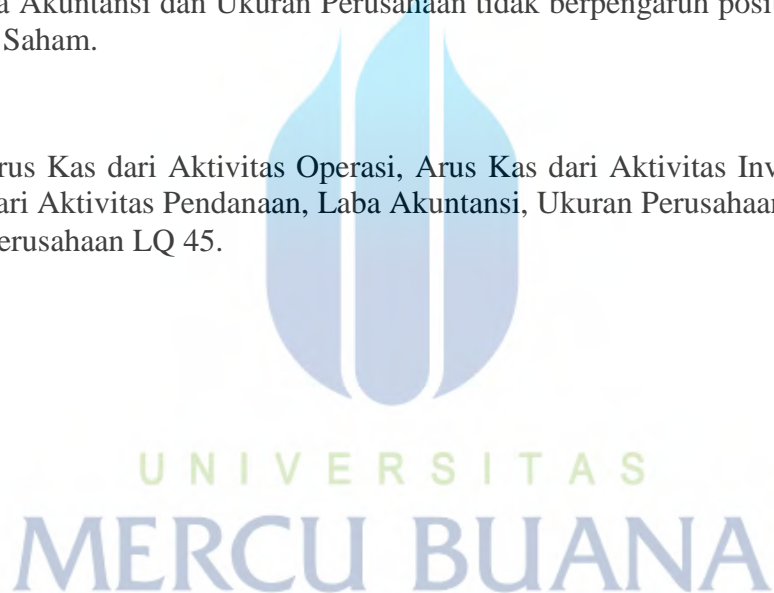 Akuntansi dan Ukuran Perusahaan tidak berpengaruh
Saham.
rus Kas dari Aktivitas Operasi, Arus Kas dari Aktivitas Inv
ari Aktivitas Pendanaan, Laba Akuntansi, Ukuran Perusahaan
erusahaan LQ 45.
UNIVERSITAS
MERCU BUANA